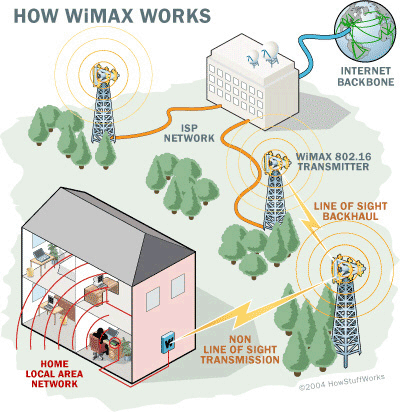 HOW WiMAX WORKS
INTERNET
BACKBONE
ISP
NETWORK
WiMAX 802.16
TRANSMITTER
LINE OF SIGHT
BACKHAUL
NON
LINE OF SIGHT
TRANSMISSION
HOME
LOCAL AREA
NETWORK
©2004 HowStuffWorks